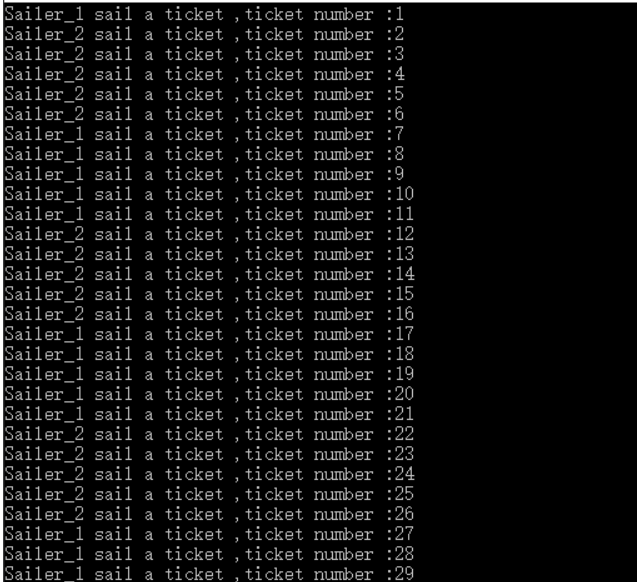 Sailer_1 sail a ticket ,ticket number :1
Sailer_2 sail a ticket ,ticket number :2
Sailer_2 sail a ticket ,ticket number :3
Sailer_2 sail a ticket ,ticket number :4
Sailer_2 sail a ticket ,ticket number :5
Sailer_2 sail a ticket ,ticket number :6
Sailer_1 sail a ticket ,ticket number :7
Sailer_1 sail a ticket ,ticket number :8
Sailer_1 sail a ticket ,ticket number :9
Sailer_1 sail a ticket ,ticket number :10
Sailer_1 sail a ticket ,ticket number :11
Sailer_2 sail a ticket ,ticket number :12
Sailer_2 sail a ticket ,ticket number :13
Sailer_2 sail a ticket ,ticket number :14
Sailer_2 sail a ticket ,ticket number :15
Sailer_2 sail a ticket ,ticket number :16
Sailer_1 sail a ticket ,ticket number :17
Sailer_1 sail a ticket ,ticket number :18
Sailer_1 sail a ticket ,ticket number :19
Sailer_1 sail a ticket ,ticket number :20
Sailer_1 sail a ticket ,ticket number :21
Sailer_2 sail a ticket ,ticket number :22
Sailer_2 sail a ticket ,ticket number :23
Sailer_2 sail a ticket ,ticket number :24
Sailer_2 sail a ticket ,ticket number :25
Sailer_2 sail a ticket ,ticket number :26
Sailer_1 sail a ticket ,ticket number :27
Sailer_1 sail a ticket ,ticket number :28
Sailer_1 sail a ticket ,ticket number :29